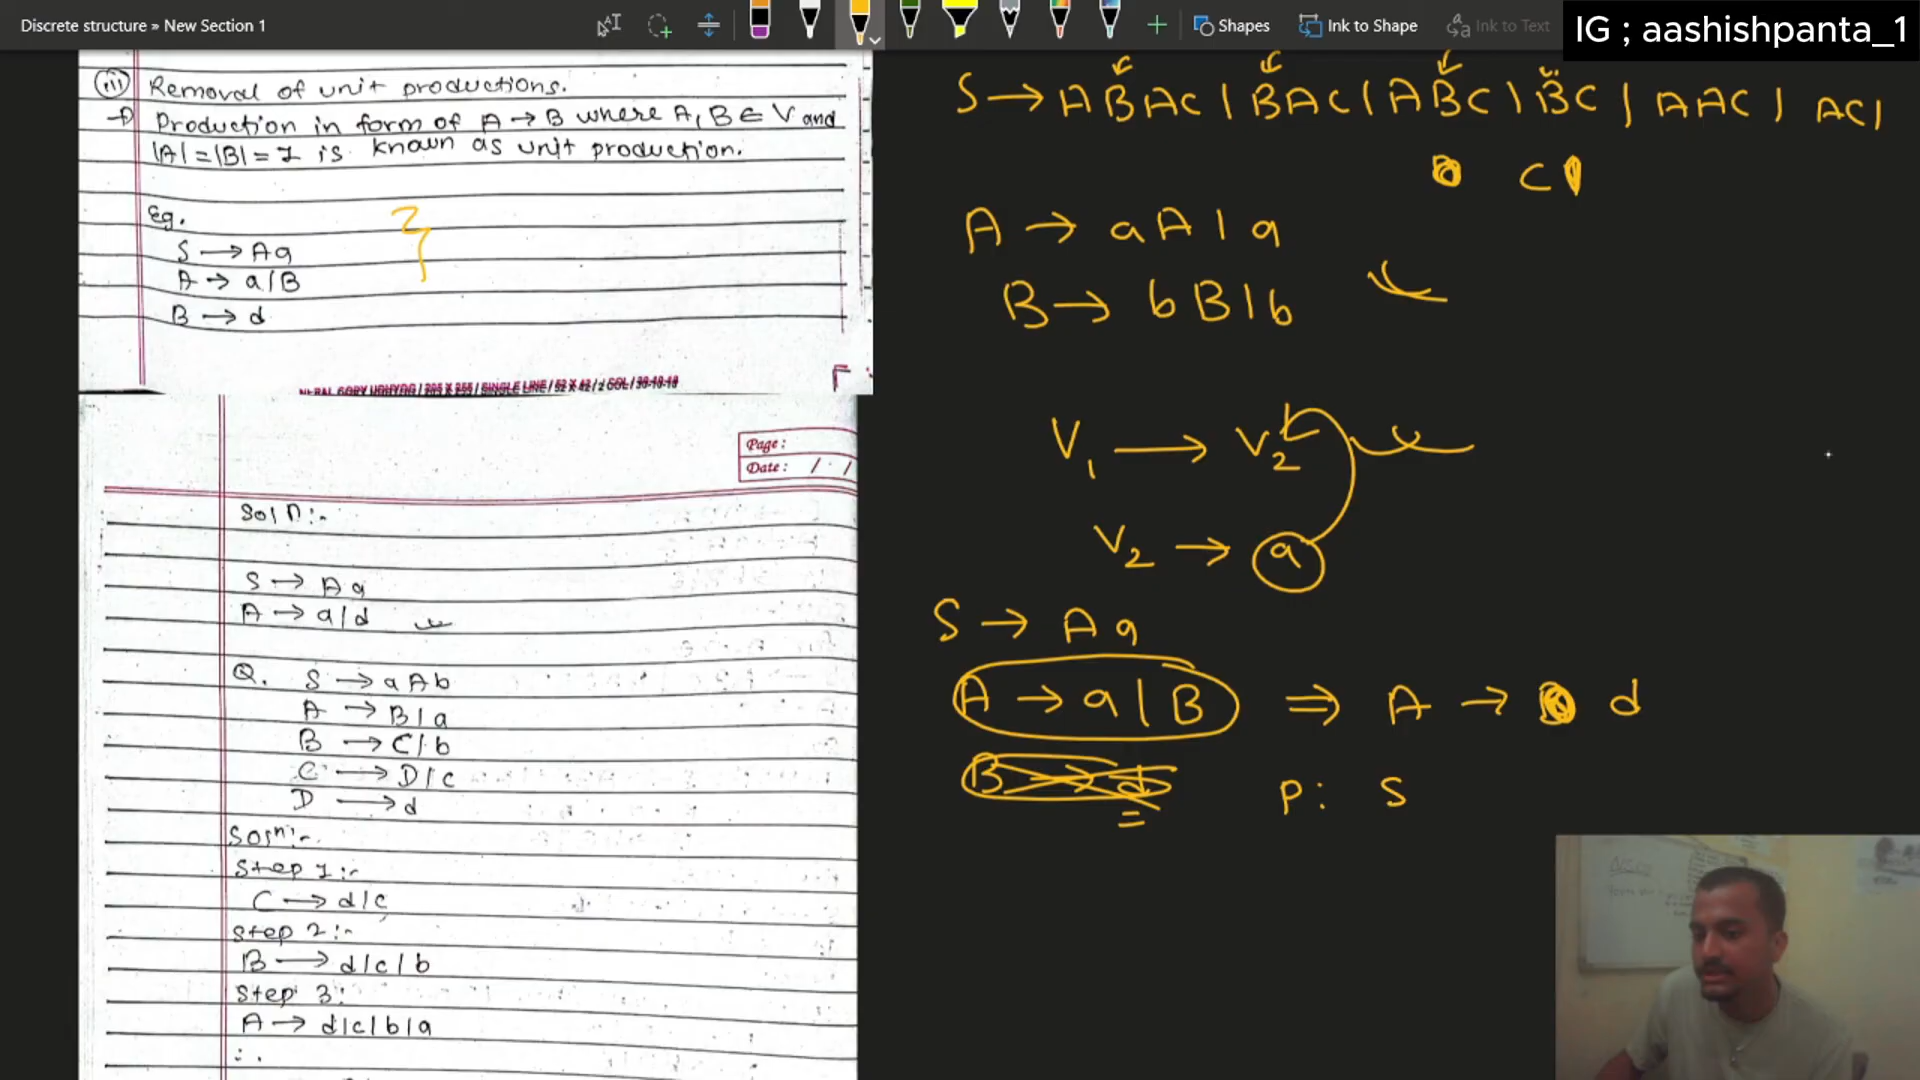 Discrete structure » New Section 1
Shapes
Ink to Shape
Ink to Text
IG ; aashishpanta_1
(iii) Removal of unit productions.
Production in form of A → B where A, B ∈ V and
|A| = |B| = 1 is known as unit production.
Eg.
S → Aa
A → a/B
B → d
Page:
Date: / /
Soln:-
S → Aa
A → a/d
Q. S → aAb
A → B/a
B → C/b
C → D/c
D → d
Soln:-
Step 1:-
C → d/c
Step 2:-
B → d/c/b
Step 3:
A → d/c/b/a
∴
S → ABAC | BAC | ABC | BC | AAC | AC |
C
A → aA | a
B → bB | b
V1 → V2
V2 → a
S → Aa
A → a | B ⇒ A → d
B → d
P: S